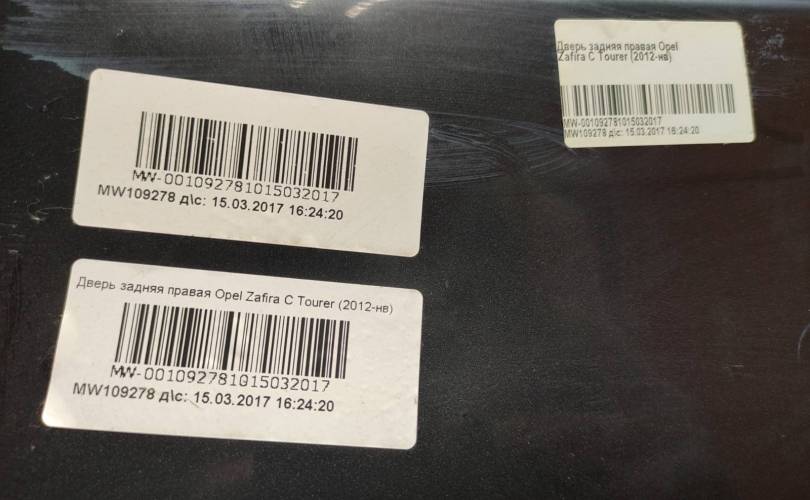 MW-001092781015032017
MW109278 д\с: 15.03.2017 16:24:20
Дверь задняя правая Opel
Zafira C Tourer (2012-нв)
MW-001092781015032017
MW109278 д\с: 15.03.2017 16:24:20
Дверь задняя правая Opel Zafira C Tourer (2012-нв)
MW-001092781015032017
MW109278 д\с: 15.03.2017 16:24:20